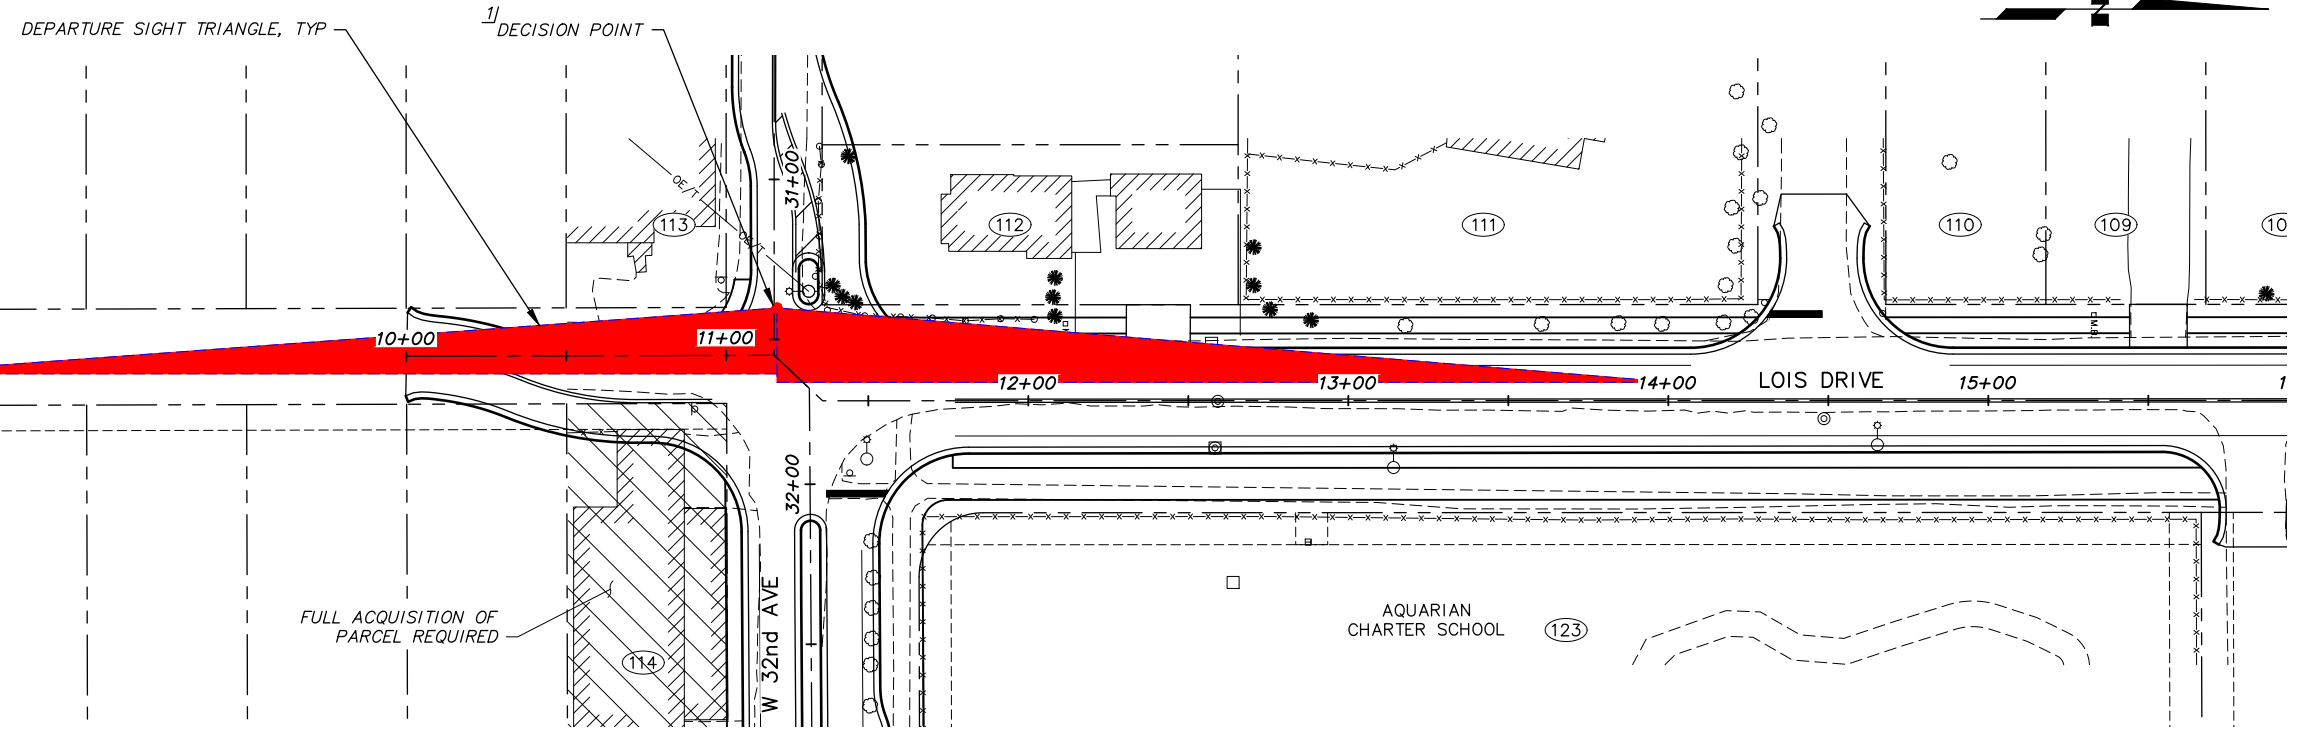 1/
DEPARTURE SIGHT TRIANGLE, TYP
DECISION POINT
N
31+00
OE/T
OE/T
113
112
111
110
109
10
10+00
11+00
12+00
13+00
14+00
LOIS DRIVE
15+00
1
32+00
W 32nd AVE
FULL ACQUISITION OF
PARCEL REQUIRED
114
AQUARIAN
CHARTER SCHOOL
123